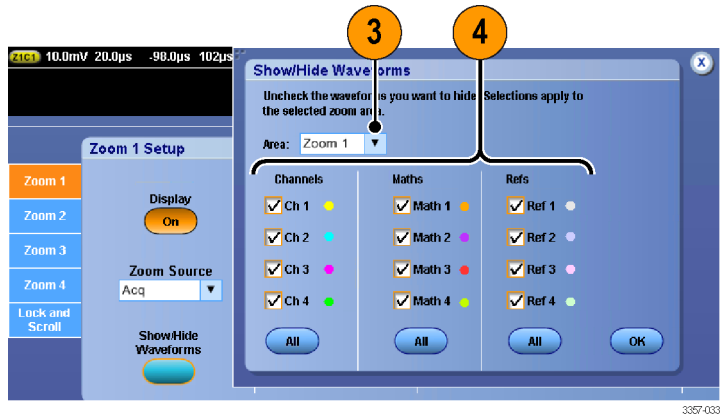 3 4
Z1C1 10.0mV 20.0µs -98.0µs 102µs
Show/Hide Waveforms
Uncheck the waveforms you want to hide. Selections apply to
the selected zoom area.
Area: Zoom 1
Zoom 1 Setup
Channels Maths Refs
Zoom 1
Zoom 2
Zoom 3
Zoom 4
Lock and
Scroll
Display
On
Zoom Source
Acq
Show/Hide
Waveforms
Ch 1 Math 1 Ref 1
Ch 2 Math 2 Ref 2
Ch 3 Math 3 Ref 3
Ch 4 Math 4 Ref 4
All All All OK
X
3357-033